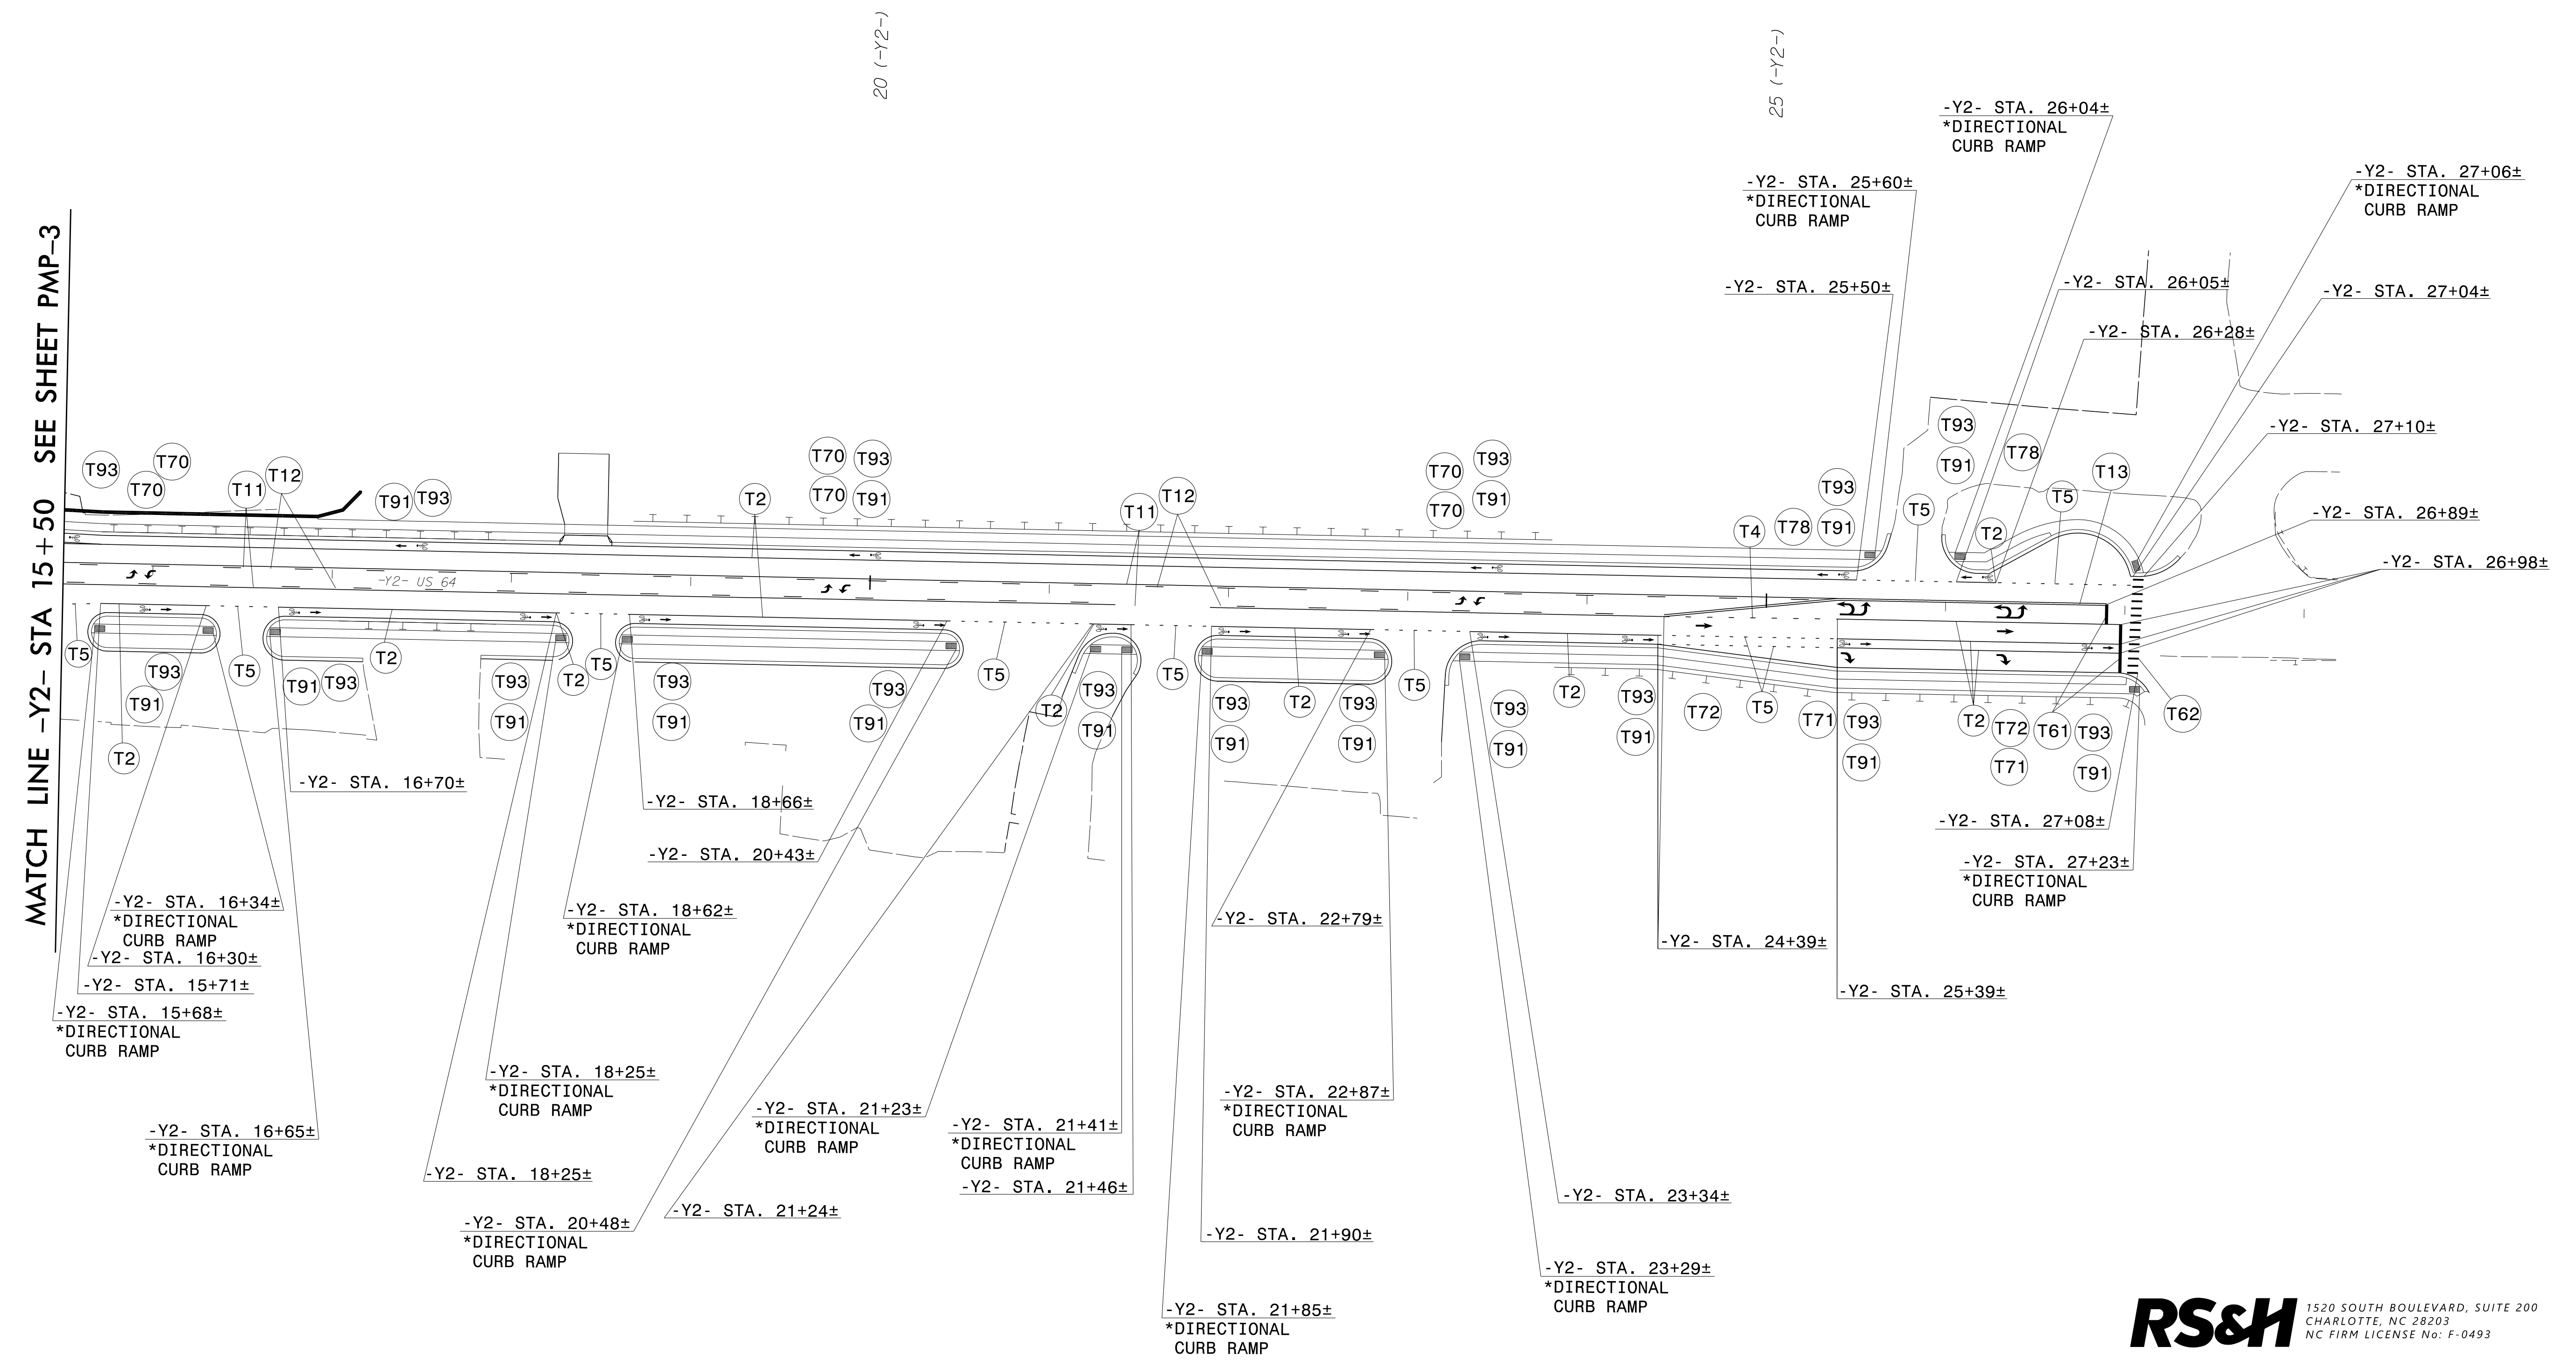 20 (-Y2-)
25 (-Y2-)
-Y2- STA. 26+04±
*DIRECTIONAL
CURB RAMP
-Y2- STA. 25+60±
*DIRECTIONAL
CURB RAMP
-Y2- STA. 27+06±
*DIRECTIONAL
CURB RAMP
-Y2- STA. 25+50±
-Y2- STA. 26+05±
-Y2- STA. 27+04±
-Y2- STA. 26+28±
-Y2- STA. 27+10±
-Y2- STA. 26+89±
-Y2- STA. 26+98±
MATCH LINE -Y2- STA 15+50 SEE SHEET PMP-3
T93
T70
T70
T11
T12
T91
T93
T2
T70
T93
T70
T91
T11
T12
T70
T93
T70
T91
T4
T78
T93
T91
T5
T93
T91
T78
T2
T5
T13
-Y2- US 64
T5
T93
T91
T2
T5
T91
T93
T2
T93
T91
T2
T5
T93
T91
T93
T91
T5
T2
T93
T91
T5
T93
T91
T2
T93
T91
T5
T93
T91
T2
T93
T91
T72
T5
T71
T93
T91
T2
T72
T71
T61
T93
T91
T62
-Y2- STA. 16+70±
-Y2- STA. 18+66±
-Y2- STA. 20+43±
-Y2- STA. 27+08±
-Y2- STA. 27+23±
*DIRECTIONAL
CURB RAMP
-Y2- STA. 16+34±
*DIRECTIONAL
CURB RAMP
-Y2- STA. 16+30±
-Y2- STA. 15+71±
-Y2- STA. 15+68±
*DIRECTIONAL
CURB RAMP
-Y2- STA. 18+62±
*DIRECTIONAL
CURB RAMP
-Y2- STA. 22+79±
-Y2- STA. 24+39±
-Y2- STA. 25+39±
-Y2- STA. 18+25±
*DIRECTIONAL
CURB RAMP
-Y2- STA. 21+23±
*DIRECTIONAL
CURB RAMP
-Y2- STA. 21+41±
*DIRECTIONAL
CURB RAMP
-Y2- STA. 21+46±
-Y2- STA. 22+87±
*DIRECTIONAL
CURB RAMP
-Y2- STA. 16+65±
*DIRECTIONAL
CURB RAMP
-Y2- STA. 18+25±
-Y2- STA. 21+24±
-Y2- STA. 20+48±
*DIRECTIONAL
CURB RAMP
-Y2- STA. 21+90±
-Y2- STA. 23+34±
-Y2- STA. 23+29±
*DIRECTIONAL
CURB RAMP
-Y2- STA. 21+85±
*DIRECTIONAL
CURB RAMP
RS&H
1520 SOUTH BOULEVARD, SUITE 200
CHARLOTTE, NC 28203
NC FIRM LICENSE No: F-0493